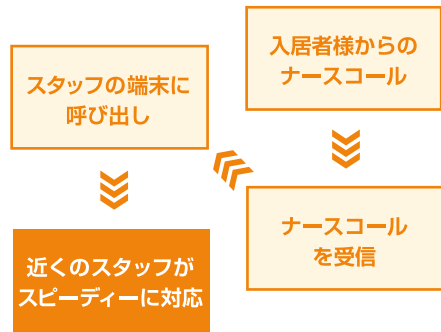 入居者様からの
ナースコール
ナースコール
を受信
スタッフの端末に
呼び出し
近くのスタッフが
スピーディーに対応